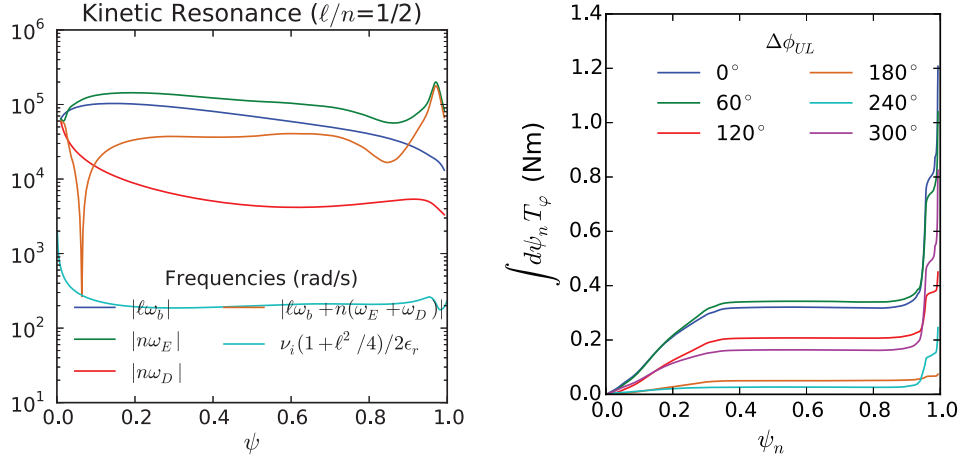 Kinetic Resonance (ℓ/n=1/2)
10^6
10^5
10^4
10^3
10^2
10^1
Frequencies (rad/s)
|ℓω_b|
|nω_E|
|nω_D|
|ℓω_b + n(ω_E + ω_D)|
ν_i(1+ℓ^2/4)/2ϵ_r
0.0 0.2 0.4 0.6 0.8 1.0
ψ
∫dψ_n T_φ (Nm)
1.4
1.2
1.0
0.8
0.6
0.4
0.2
0.0
Δϕ_UL
0° 180°
60° 240°
120° 300°
0.0 0.2 0.4 0.6 0.8 1.0
ψ_n